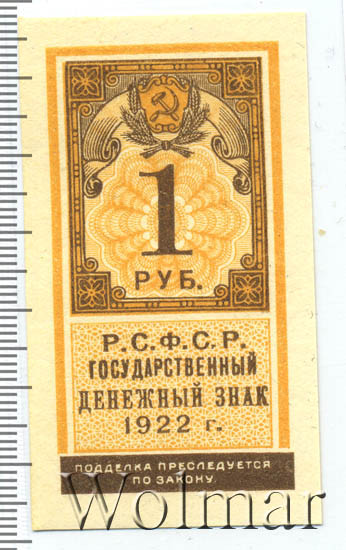 1
РУБ.
Р.С.Ф.С.Р.
ГОСУДАРСТВЕННЫЙ
ДЕНЕЖНЫЙ ЗНАК
1922 г.
ПОДДЕЛКА ПРЕСЛЕДУЕТСЯ
ПО ЗАКОНУ.
Wolmar